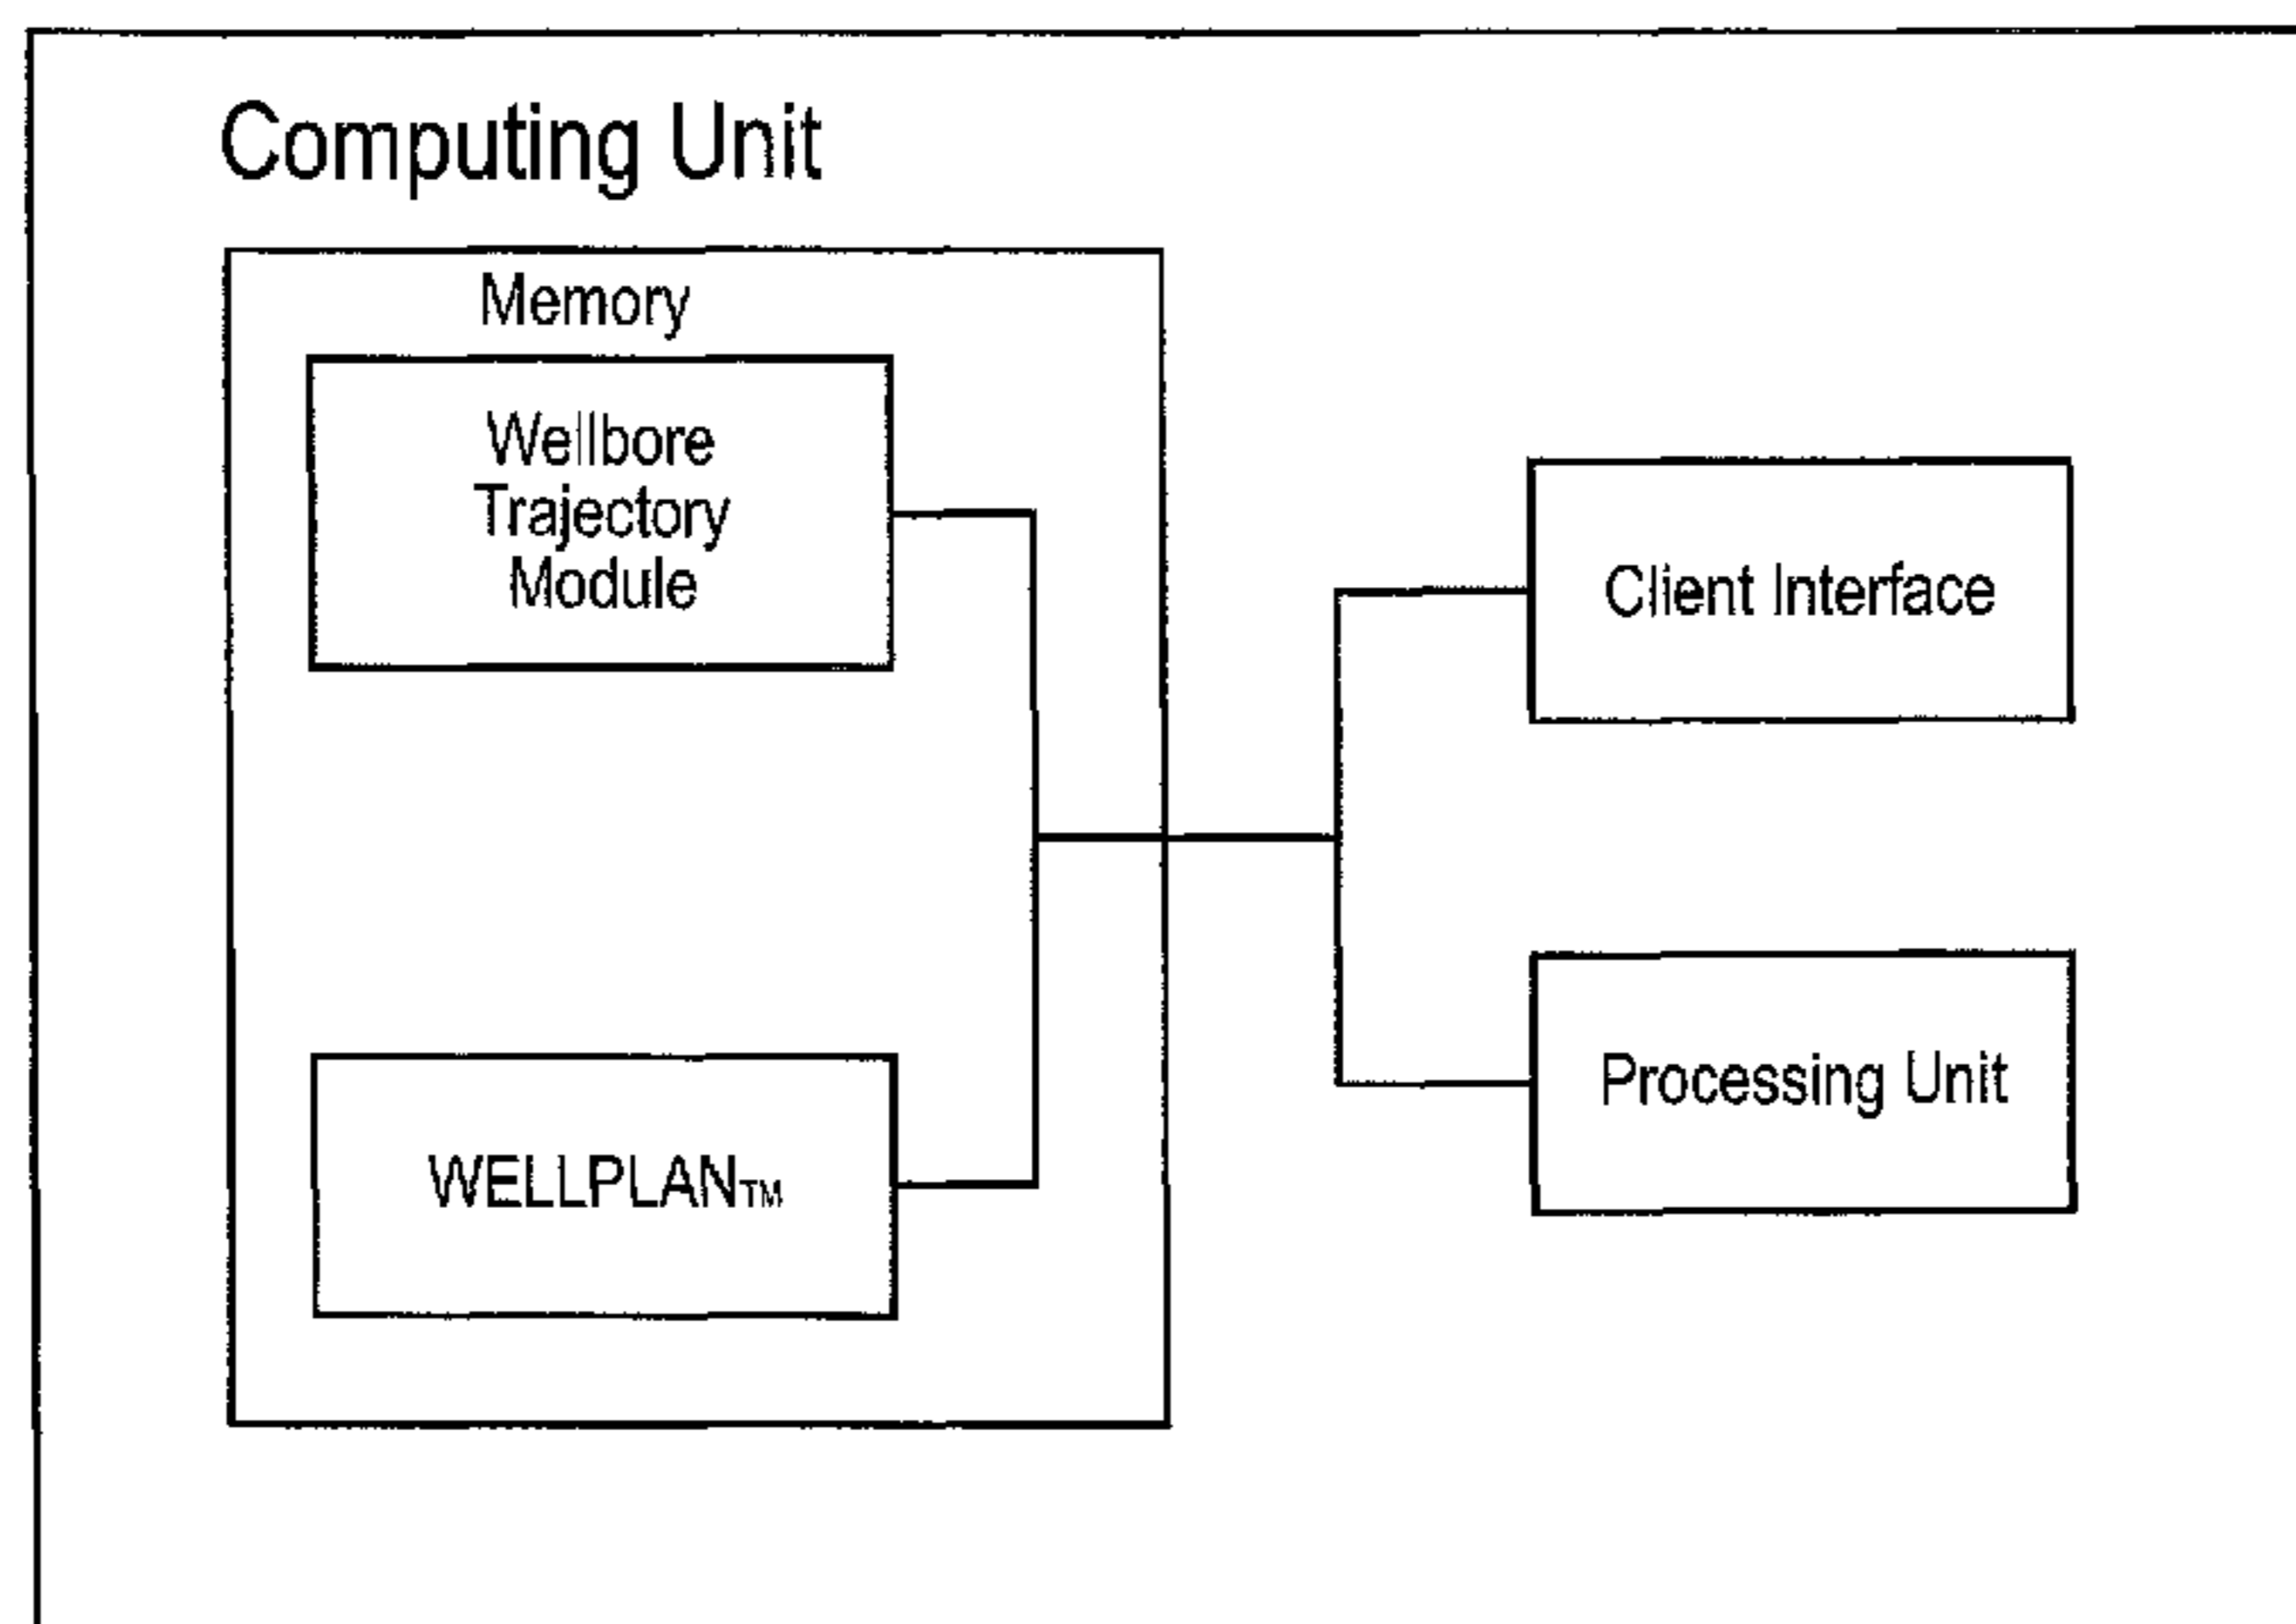 Computing Unit
Memory
Wellbore
Trajectory
Module
WELLPLAN™
Client Interface
Processing Unit